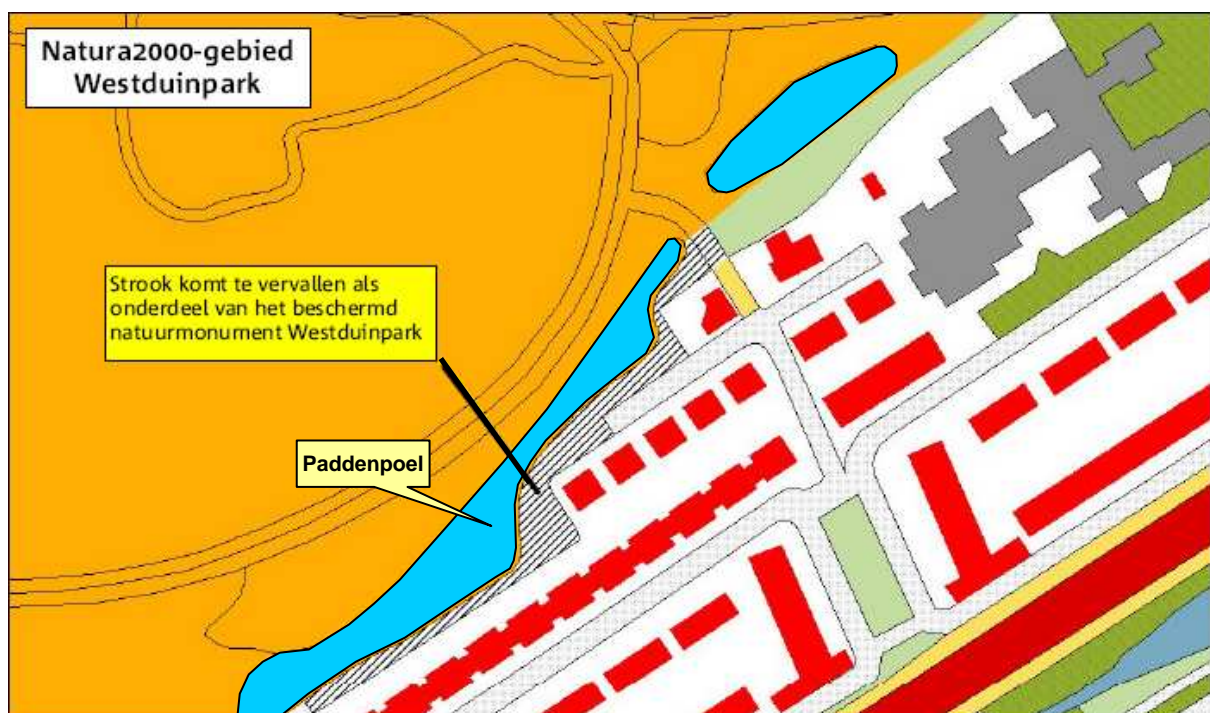 Natura2000-gebied
Westduinpark
Strook komt te vervallen als
onderdeel van het beschermd
natuurmonument Westduinpark
Paddenpoel